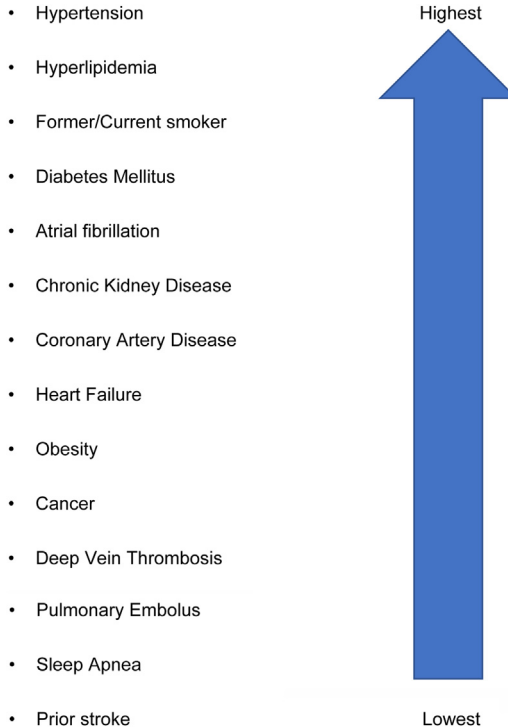 • Hypertension
Highest
• Hyperlipidemia
• Former/Current smoker
• Diabetes Mellitus
• Atrial fibrillation
• Chronic Kidney Disease
• Coronary Artery Disease
• Heart Failure
• Obesity
• Cancer
• Deep Vein Thrombosis
• Pulmonary Embolus
• Sleep Apnea
• Prior stroke
Lowest